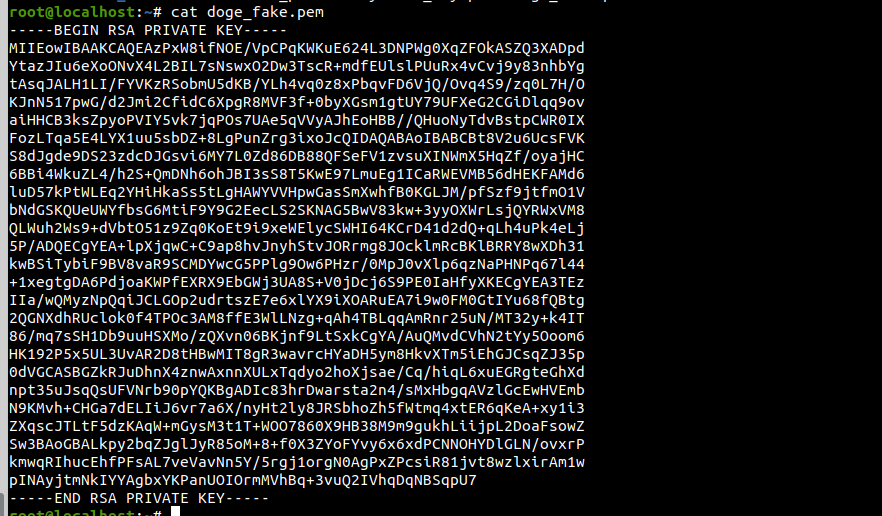 root@localhost:~# cat doge_fake.pem
-----BEGIN RSA PRIVATE KEY-----
MIIEowIBAAKCAQEAzPxW8ifNOE/VpCPqKWKuE624L3DNPWg0XqZFOkASZQ3XADpd
YtazJIu6eXoONvX4L2BIL7sNswxO2Dw3TscR+mdfEUlslPUuRx4vCvj9y83nhbYg
tAsqJALH1LI/FYVKzRSobmU5dKB/YLh4vq0z8xPbqvFD6VjQ/Ovq4S9/zq0L7H/O
KJnN517pwG/d2Jmi2CfidC6XpgR8MVF3f+0byXGsm1gtUY79UFXeG2CGiDlqq9ov
aiHHCB3ksZpyoPVIY5vk7jqPOs7UAe5qVVyAJhEoHBB//QHuoNyTdvBstpCWR0IX
FozLTqa5E4LYX1uu5sbDZ+8LgPunZrg3ixoJcQIDAQABAoIBABCBt8V2u6UcsFVK
S8dJgde9DS23zdcDJGsvi6MY7L0Zd86DB88QFSeFV1zvsuXINWmX5HqZf/oyajHC
6BBi4WkuZL4/h2S+QmDNh6ohJBI3sS8T5KwE97LmuEg1ICaRWEVMB56dHEKFAMd6
luD57kPtWLEq2YHiHkaSs5tLgHAWYVVHpwGasSmXwhfB0KGLJM/pfSzf9jtfmO1V
bNdGSKQUeUWYfbsG6MtiF9Y9G2EecLS2SKNAG5BwV83kw+3yyOXWrLsjQYRWxVM8
QLWuh2Ws9+dVbtO51z9Zq0KoEt9i9xeWElycSWHI64KCrD41d2dQ+qLh4uPk4eLj
5P/ADQECgYEA+lpXjqwC+C9ap8hvJnyhStvJORrmg8JOcklmRcBKlBRRY8wXDh31
kwBSiTybiF9BV8vaR9SCMDYwcG5PPlg9Ow6PHzr/0MpJ0vXlp6qzNaPHNPq67l44
+1xegtgDA6PdjoaKWPfEXRX9EbGWj3UA8S+V0jDcj6S9PE0IaHfyXKECgYEA3TEz
IIa/wQMyzNpQqiJCLGOp2udrtszE7e6xlYX9iXOARuEA7i9w0FM0GtIYu68fQBtg
2QGNXdhRUclok0f4TPOc3AM8ffE3WlLNzg+qAh4TBLqqAmRnr25uN/MT32y+k4IT
86/mq7sSH1Db9uuHSXMo/zQXvn06BKjnf9LtSxkCgYA/AuQMvdCVhN2tYy5Ooom6
HK192P5x5UL3UvAR2D8tHBwMIT8gR3wavrcHYaDH5ym8HkvXTm5iEhGJCsqZJ35p
0dVGCASBGZkRJuDhnX4znwAxnnXULxTqdyo2hoXjsae/Cq/hiqL6xuEGRgteGhXd
npt35uJsqQsUFVNrb90pYQKBgADIc83hrDwarsta2n4/sMxHbgqAVzlGcEwHVEmb
N9KMvh+CHGa7dELIiJ6vr7a6X/nyHt2ly8JRSbhoZh5fWtmq4xtER6qKeA+xy1i3
ZXqscJTLtF5dzKAqW+mGysM3t1T+WOO7860X9HB38M9m9gukhLiijpL2DoaFsowZ
Sw3BAoGBALkpy2bqZJglJyR85oM+8+f0X3ZYoFYvy6x6xdPCNNOHYDlGLN/ovxrP
kmwqRIhucEhfPFsAL7veVavNn5Y/5rgj1orgN0AgPxZPcsiR81jvt8wzlxirAm1w
pINAyjtmNkIYYAgbxYKPanUOIOrmMVhBq+3vuQ2IVhqDqNBSqpU7
-----END RSA PRIVATE KEY-----
root@localhost:~#